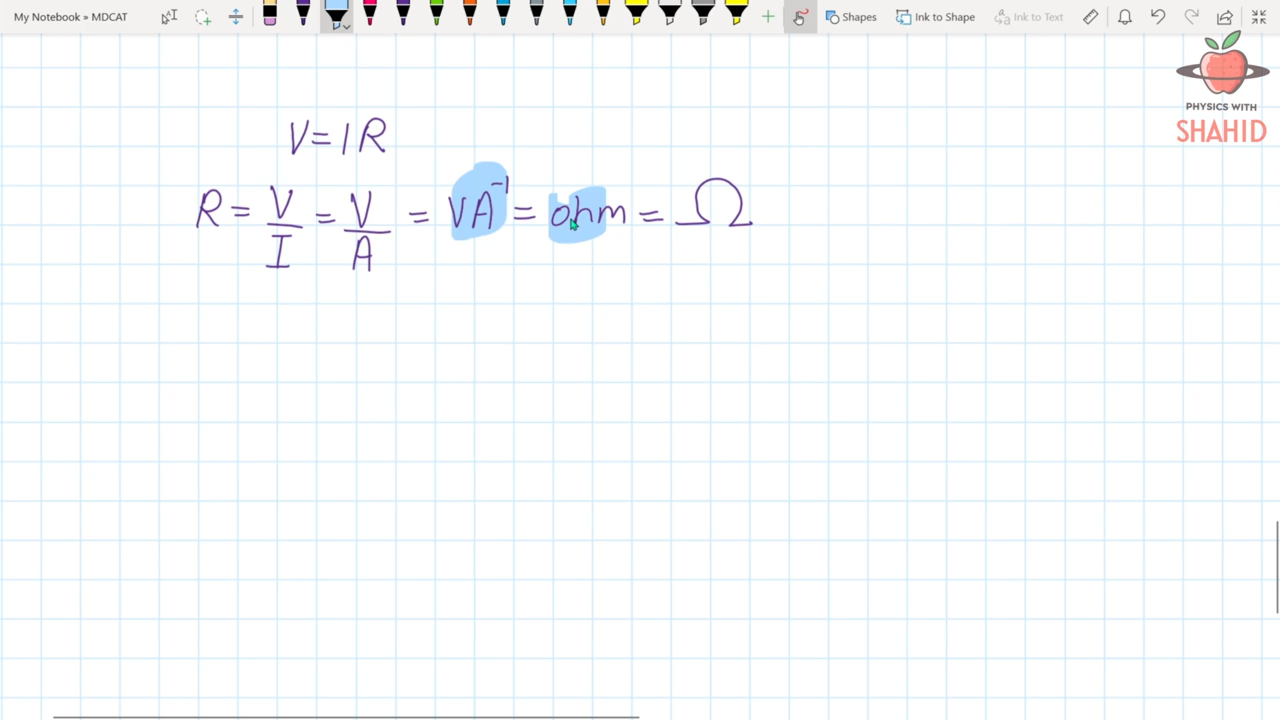 My Notebook » MDCAT
Shapes
Ink to Shape
Ink to Text
PHYSICS WITH
SHAHID
V=IR
R = V/I = V/A = VA⁻¹ = ohm = Ω